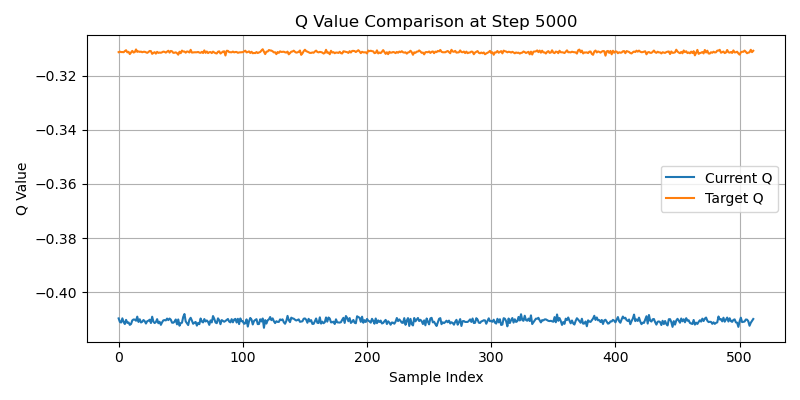 Q Value Comparison at Step 5000
Q Value
−0.32
−0.34
−0.36
−0.38
−0.40
Current Q
Target Q
0 100 200 300 400 500
Sample Index